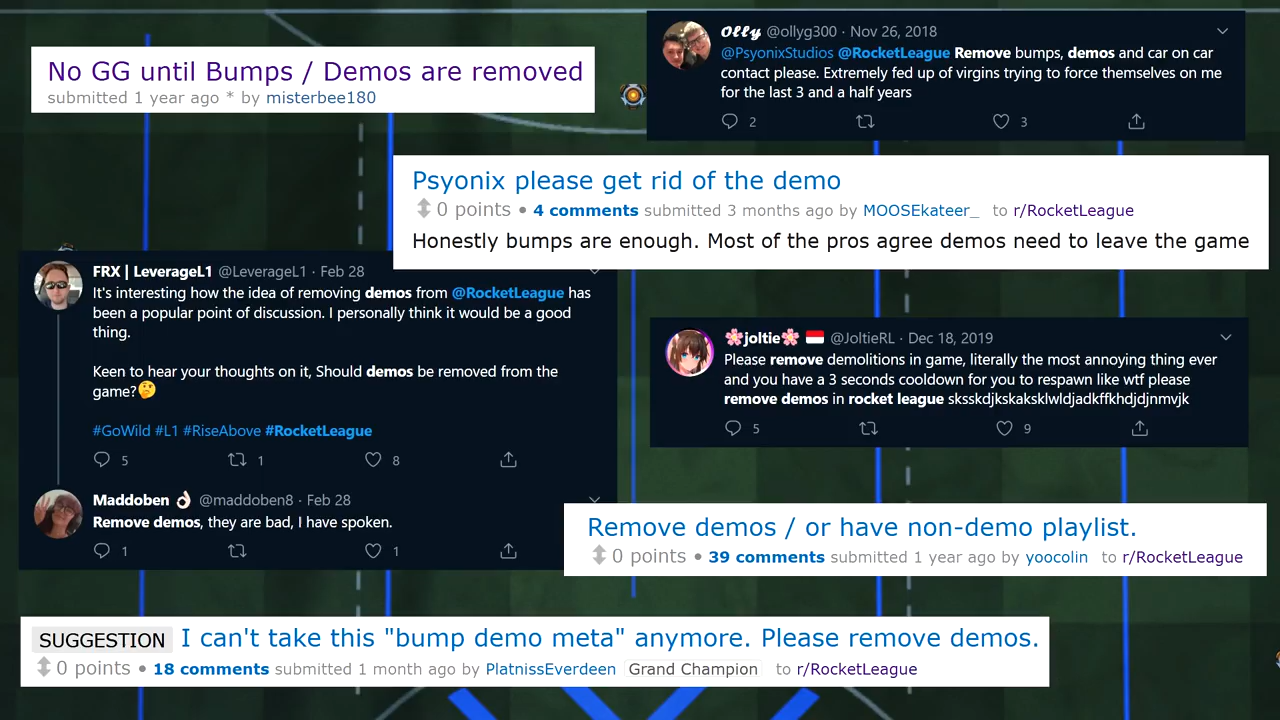 No GG until Bumps / Demos are removed
submitted 1 year ago * by misterbee180
Olly @ollyg300 · Nov 26, 2018
@PsyonixStudios @RocketLeague Remove bumps, demos and car on car
contact please. Extremely fed up of virgins trying to force themselves on me
for the last 3 and a half years
2 3
Psyonix please get rid of the demo
0 points • 4 comments submitted 3 months ago by MOOSEkateer_ to r/RocketLeague
Honestly bumps are enough. Most of the pros agree demos need to leave the game
FRX | LeverageL1 @LeverageL1 · Feb 28
It's interesting how the idea of removing demos from @RocketLeague has
been a popular point of discussion. I personally think it would be a good
thing.
Keen to hear your thoughts on it, Should demos be removed from the
game?🤔
#GoWild #L1 #RiseAbove #RocketLeague
5 1 8
Maddoben 👌🏻 @maddoben8 · Feb 28
Remove demos, they are bad, I have spoken.
1 1
🌸joltie🌸 🇮🇩 @JoltieRL · Dec 18, 2019
Please remove demolitions in game, literally the most annoying thing ever
and you have a 3 seconds cooldown for you to respawn like wtf please
remove demos in rocket league sksskdjkskaksklwldjadkffkhdjdjnmvjk
5 9
Remove demos / or have non-demo playlist.
0 points • 39 comments submitted 1 year ago by yoocolin to r/RocketLeague
SUGGESTION I can't take this "bump demo meta" anymore. Please remove demos.
0 points • 18 comments submitted 1 month ago by PlatnissEverdeen Grand Champion to r/RocketLeague